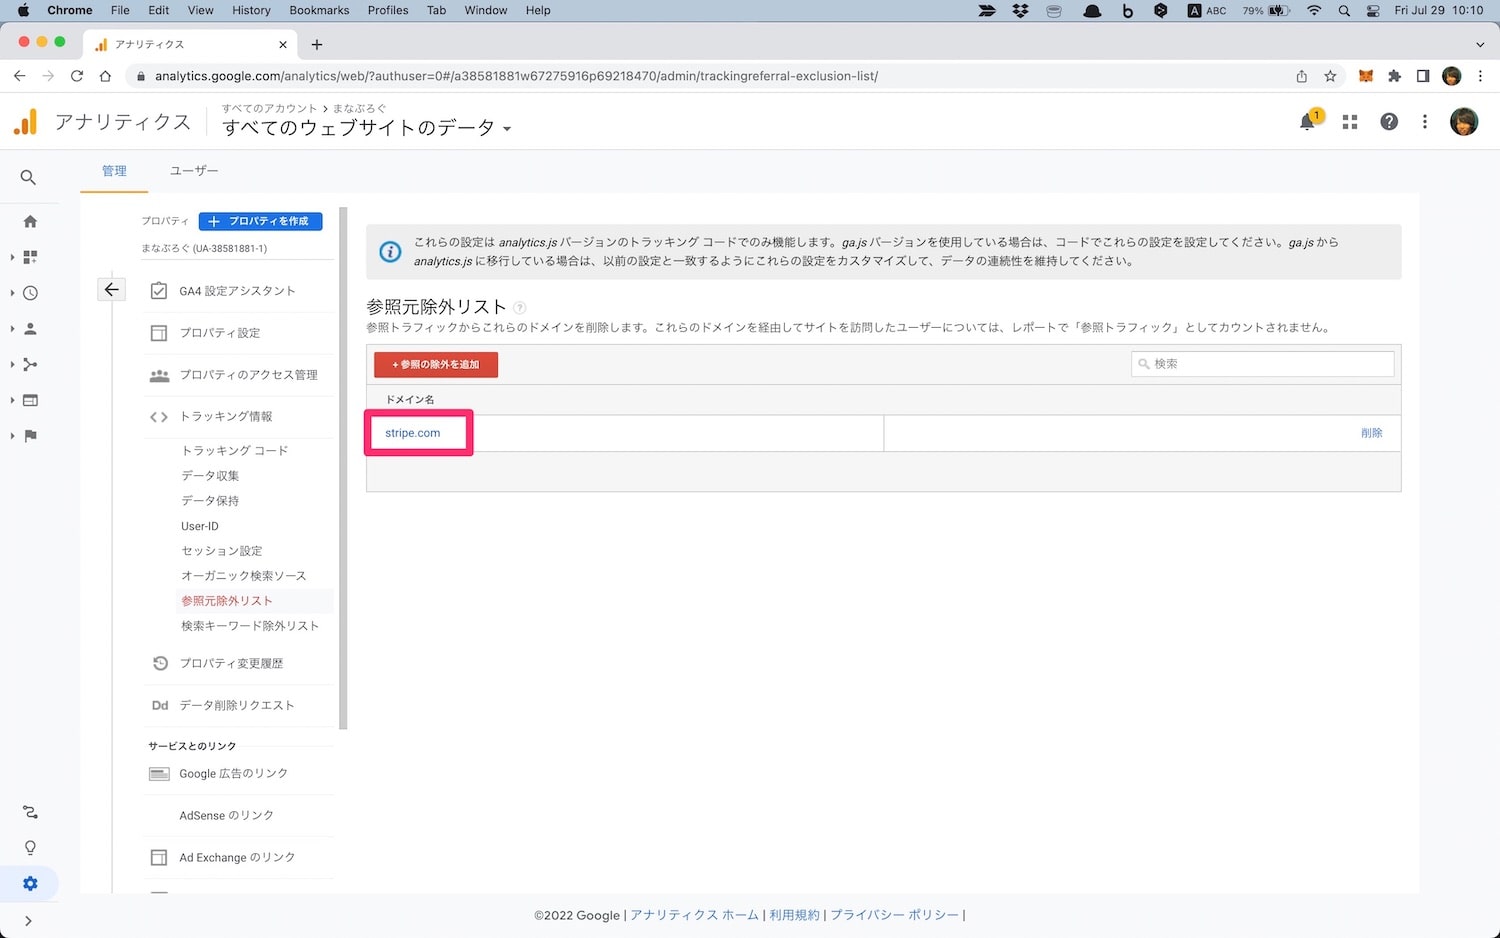 Chrome File Edit View History Bookmarks Profiles Tab Window Help
A ABC 79% Fri Jul 29 10:10
アナリティクス
analytics.google.com/analytics/web/?authuser=0#/a38581881w67275916p69218470/admin/trackingreferral-exclusion-list/
アナリティクス
すべてのアカウント > まなぶろぐ
すべてのウェブサイトのデータ
1
管理 ユーザー
プロパティ + プロパティを作成
まなぶろぐ (UA-38581881-1)
GA4 設定アシスタント
プロパティ設定
プロパティのアクセス管理
<> トラッキング情報
トラッキング コード
データ収集
データ保持
User-ID
セッション設定
オーガニック検索ソース
参照元除外リスト
検索キーワード除外リスト
プロパティ変更履歴
Dd データ削除リクエスト
サービスとのリンク
Google 広告のリンク
AdSense のリンク
Ad Exchange のリンク
これらの設定は analytics.js バージョンのトラッキング コードでのみ機能します。ga.js バージョンを使用している場合は、コードでこれらの設定を設定してください。ga.js から
analytics.js に移行している場合は、以前の設定と一致するようにこれらの設定をカスタマイズして、データの連続性を維持してください。
参照元除外リスト ?
参照トラフィックからこれらのドメインを削除します。これらのドメインを経由してサイトを訪問したユーザーについては、レポートで「参照トラフィック」としてカウントされません。
+ 参照の除外を追加 検索
ドメイン名
stripe.com 削除
©2022 Google | アナリティクス ホーム | 利用規約 | プライバシー ポリシー |